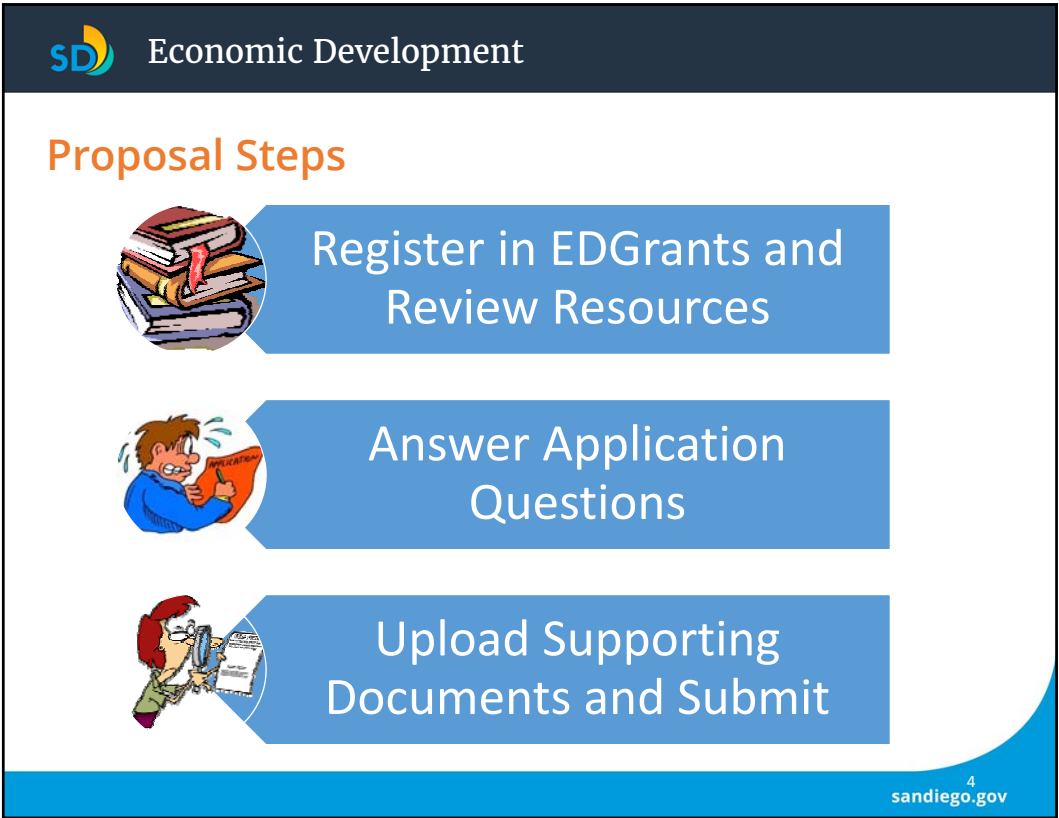 SD
Economic Development
Proposal Steps
Register in EDGrants and
Review Resources
APPLICATION
Answer Application
Questions
Upload Supporting
Documents and Submit
4
sandiego.gov